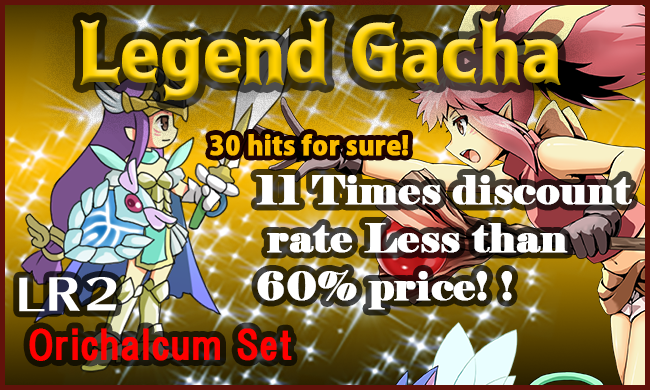 Legend Gacha
30 hits for sure!
11 Times discount
rate Less than
60% price! !
LR2
Orichalcum Set